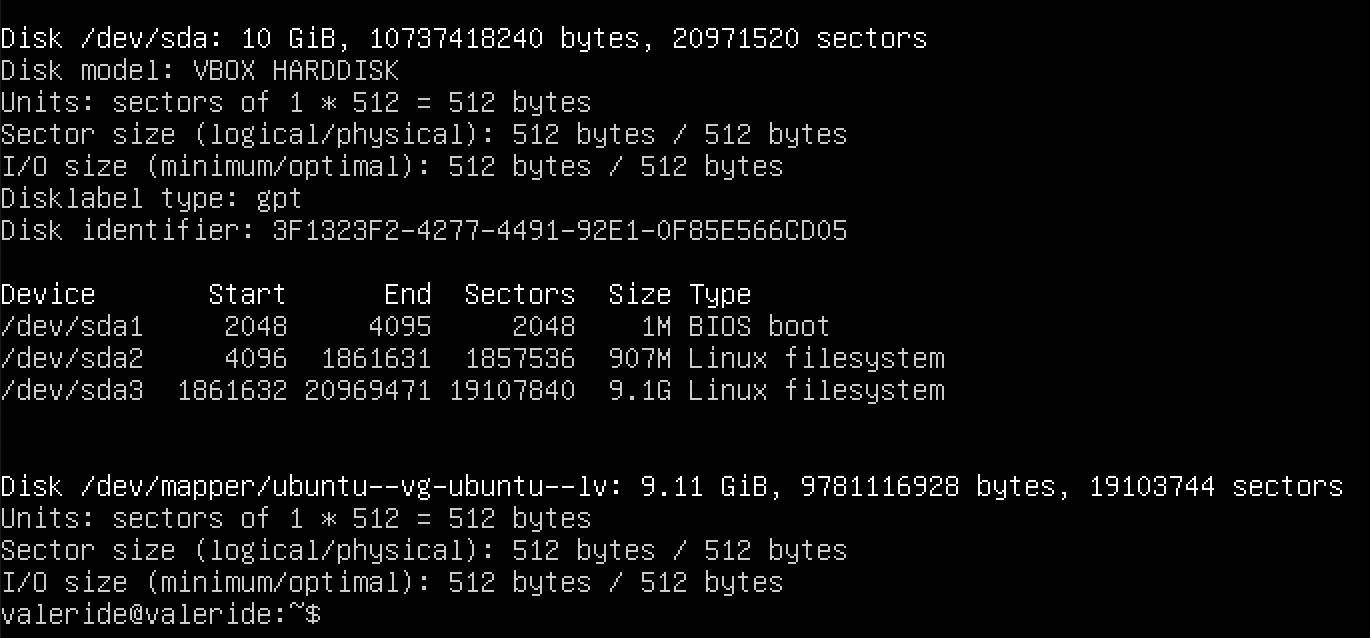 Disk /dev/sda: 10 GiB, 10737418240 bytes, 20971520 sectors
Disk model: VBOX HARDDISK
Units: sectors of 1 * 512 = 512 bytes
Sector size (logical/physical): 512 bytes / 512 bytes
I/O size (minimum/optimal): 512 bytes / 512 bytes
Disklabel type: gpt
Disk identifier: 3F1323F2-4277-4491-92E1-0F85E566CD05
Device       Start      End  Sectors  Size Type
/dev/sda1     2048     4095     2048    1M BIOS boot
/dev/sda2     4096  1861631  1857536  907M Linux filesystem
/dev/sda3  1861632 20969471 19107840  9.1G Linux filesystem
Disk /dev/mapper/ubuntu--vg-ubuntu--lv: 9.11 GiB, 9781116928 bytes, 19103744 sectors
Units: sectors of 1 * 512 = 512 bytes
Sector size (logical/physical): 512 bytes / 512 bytes
I/O size (minimum/optimal): 512 bytes / 512 bytes
valeride@valeride:~$